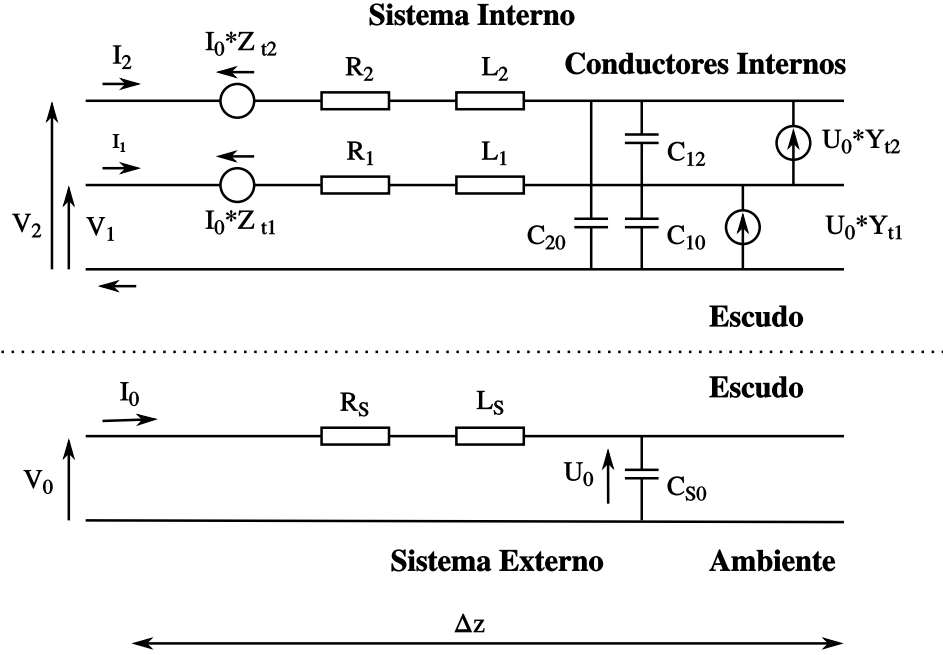 Sistema Interno
I₂
I₀*Z t2
R₂
L₂
Conductores Internos
I₁
R₁
L₁
C₁₂
U₀*Yt2
V₂
V₁
I₀*Z t1
C₂₀
C₁₀
U₀*Yt1
Escudo
Escudo
I₀
RS
LS
V₀
U₀
CS0
Sistema Externo
Ambiente
Δz